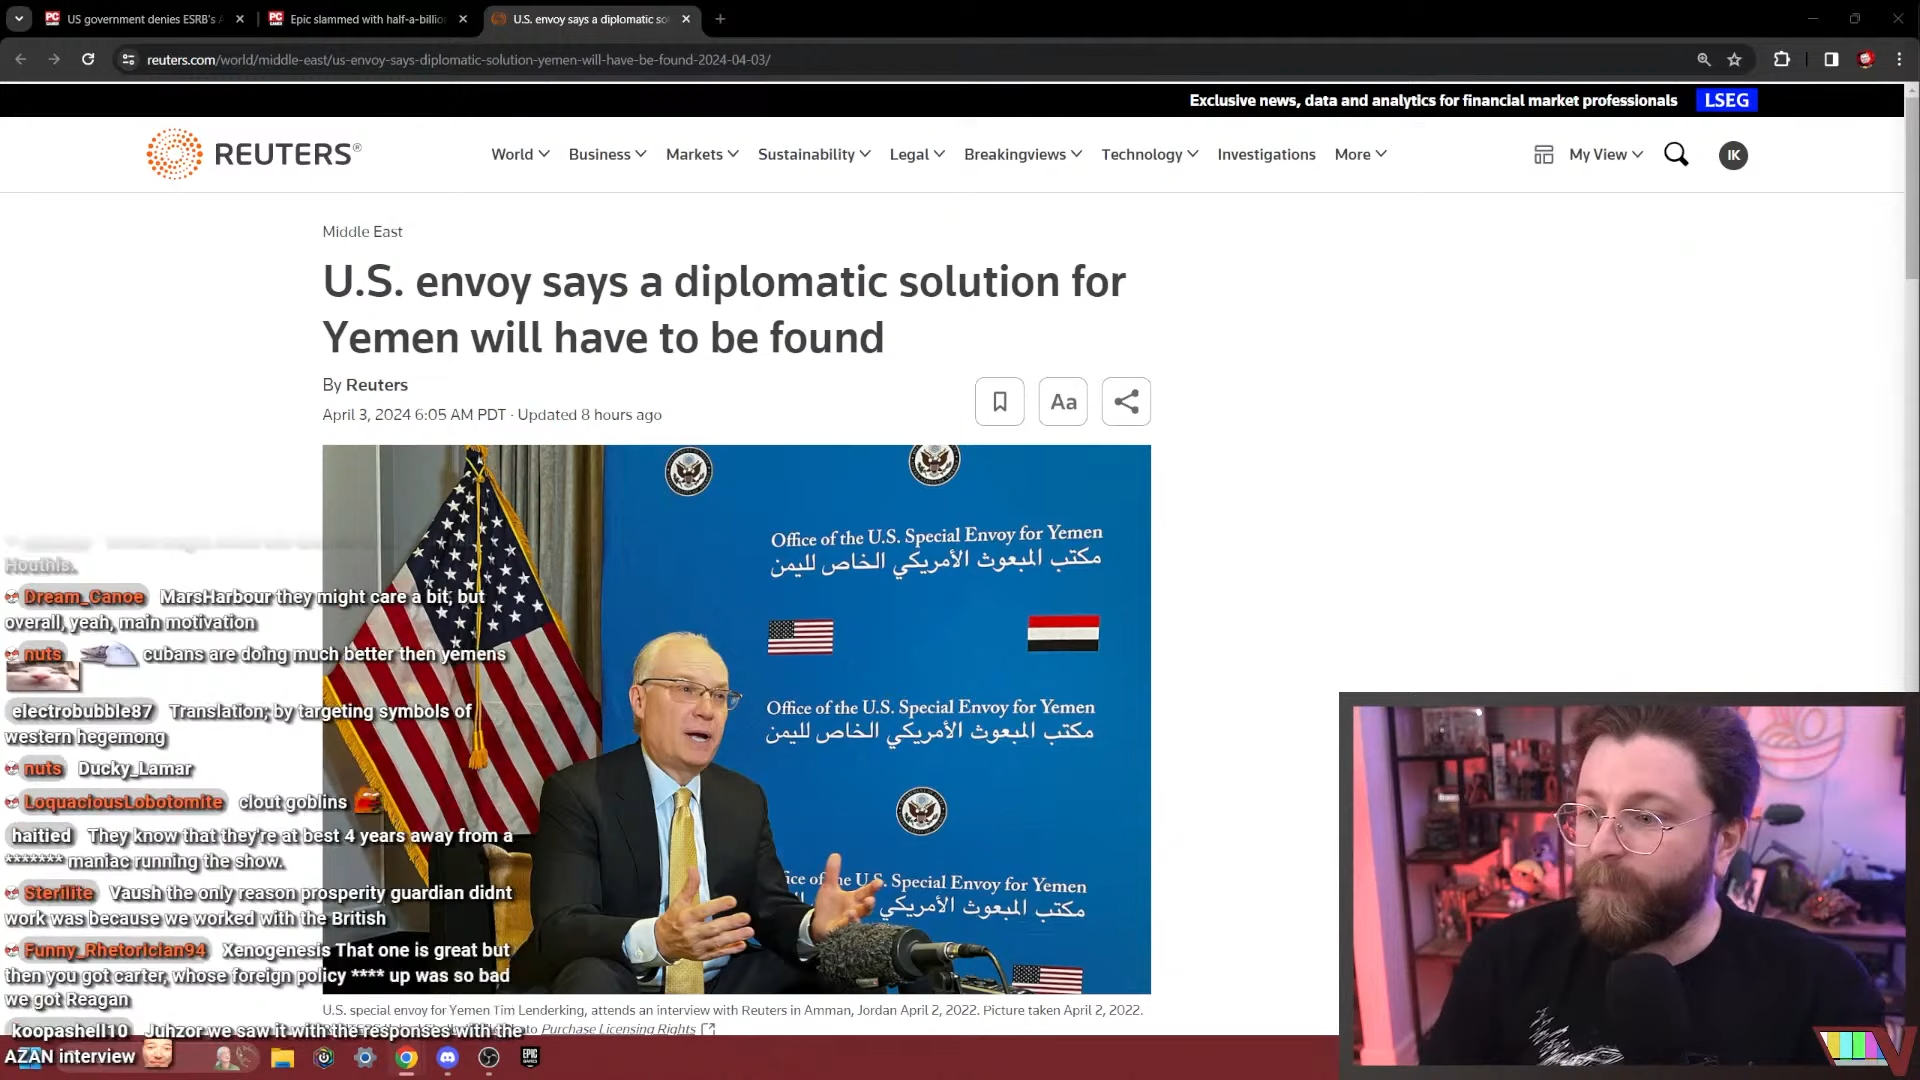 US government denies ESRB's A
Epic slammed with half-a-billio
U.S. envoy says a diplomatic so
reuters.com/world/middle-east/us-envoy-says-diplomatic-solution-yemen-will-have-be-found-2024-04-03/
Exclusive news, data and analytics for financial market professionals LSEG
REUTERS®
World Business Markets Sustainability Legal Breakingviews Technology Investigations More
My View
IK
Middle East
U.S. envoy says a diplomatic solution for
Yemen will have to be found
By Reuters
April 3, 2024 6:05 AM PDT · Updated 8 hours ago
Aa
Office of the U.S. Special Envoy for Yemen
مكتب المبعوث الأمريكي الخاص لليمن
Office of the U.S. Special Envoy for Yemen
مكتب المبعوث الأمريكي الخاص لليمن
ice of the U.S. Special Envoy for Yemen
المبعوث الأمريكي الخاص لليمن
U.S. special envoy for Yemen Tim Lenderking, attends an interview with Reuters in Amman, Jordan April 2, 2022. Picture taken April 2, 2022.
to Purchase Licensing Rights
Houthis.
Dream_Canoe MarsHarbour they might care a bit, but
overall, yeah, main motivation
nuts cubans are doing much better then yemens
electrobubble87 Translation; by targeting symbols of
western hegemong
nuts Ducky_Lamar
LoquaciousLobotomite clout goblins
haitied They know that they're at best 4 years away from a
******* maniac running the show.
Sterilite Vaush the only reason prosperity guardian didnt
work was because we worked with the British
Funny_Rhetorician94 Xenogenesis That one is great but
then you got carter, whose foreign policy **** up was so bad
we got Reagan
koopashell10 Juhzor we saw it with the responses with the
AZAN interview
EPIC